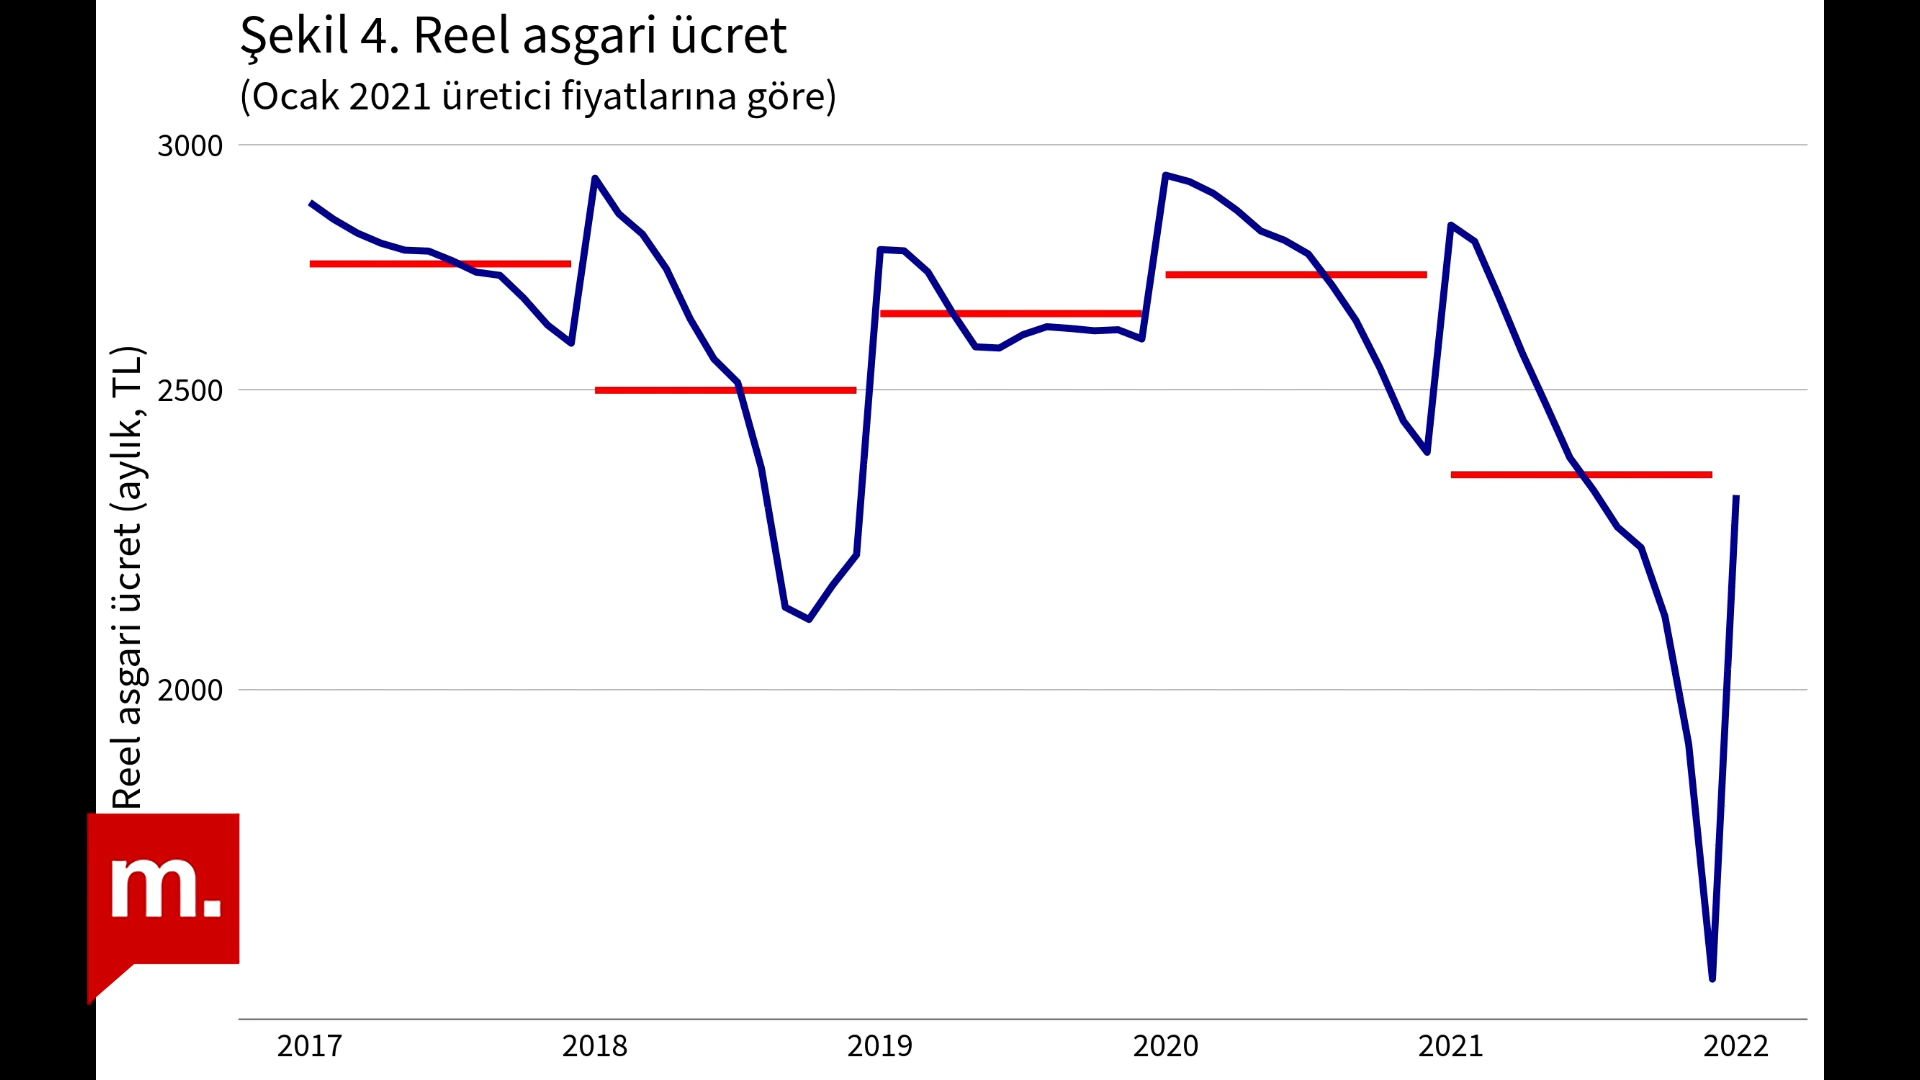 Şekil 4. Reel asgari ücret
(Ocak 2021 üretici fiyatlarına göre)
3000
2500
2000
Reel asgari ücret (aylık, TL)
m.
2017 2018 2019 2020 2021 2022